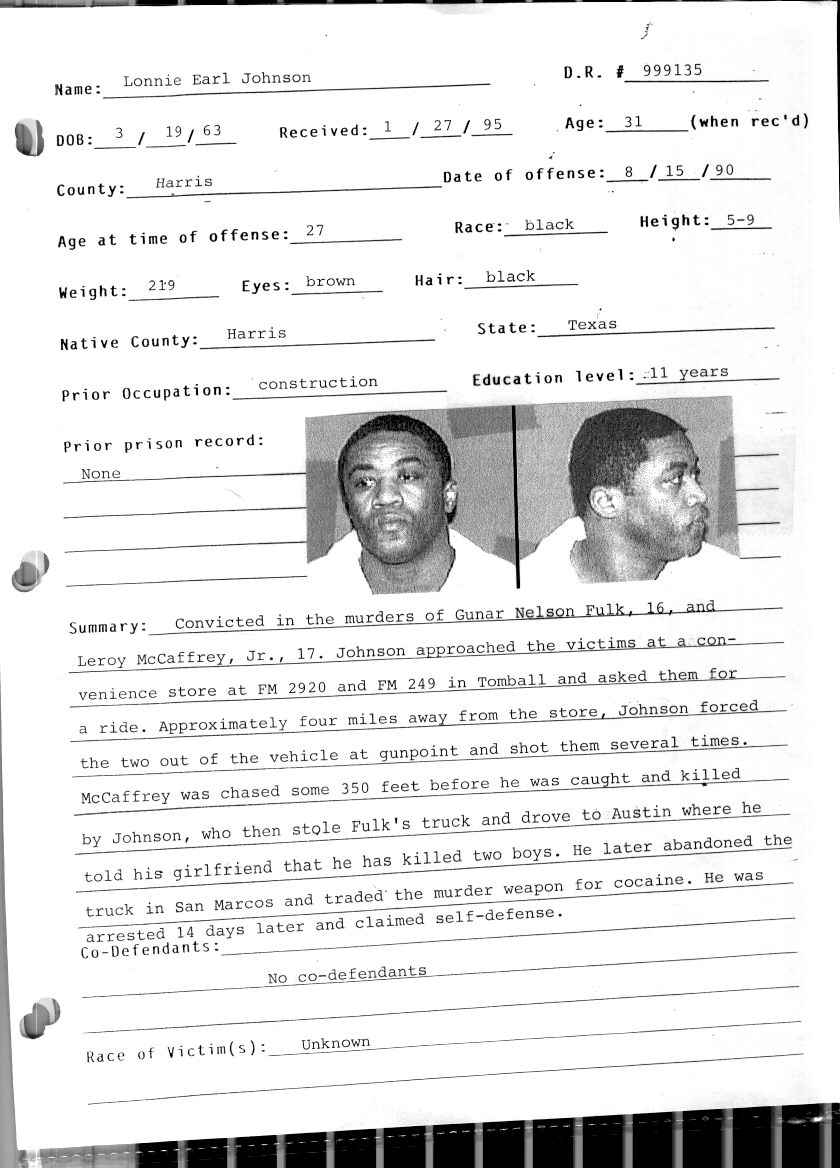 Name: Lonnie Earl Johnson D.R. # 999135
DOB: 3 / 19 / 63 Received: 1 / 27 / 95 Age: 31 (when rec'd)
County: Harris Date of offense: 8 / 15 / 90
Age at time of offense: 27 Race: black Height: 5-9
Weight: 219 Eyes: brown Hair: black
Native County: Harris State: Texas
Prior Occupation: construction Education level: 11 years
Prior prison record:
None
Summary: Convicted in the murders of Gunar Nelson Fulk, 16, and
Leroy McCaffrey, Jr., 17. Johnson approached the victims at a con-
venience store at FM 2920 and FM 249 in Tomball and asked them for
a ride. Approximately four miles away from the store, Johnson forced
the two out of the vehicle at gunpoint and shot them several times.
McCaffrey was chased some 350 feet before he was caught and killed
by Johnson, who then stole Fulk's truck and drove to Austin where he
told his girlfriend that he has killed two boys. He later abandoned the
truck in San Marcos and traded the murder weapon for cocaine. He was
arrested 14 days later and claimed self-defense.
Co-Defendants:
No co-defendants
Race of Victim(s): Unknown